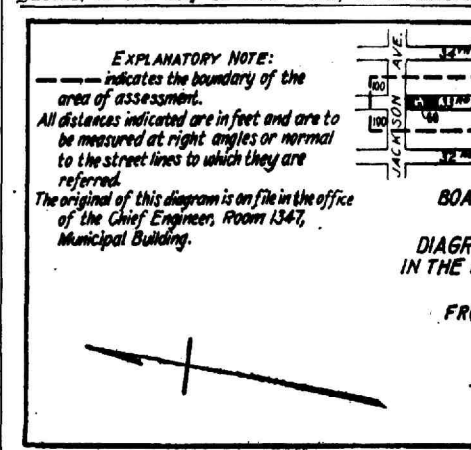 EXPLANATORY NOTE:
indicates the boundary of the
area of assessment.
All distances indicated are in feet and are to
be measured at right angles or normal
to the street lines to which they are
referred.
The original of this diagram is on file in the office
of the Chief Engineer, Room 1347,
Municipal Building.
JACKSON AVE.
34TH
100
60
100
32
BOA
DIAGR
IN THE
FRO